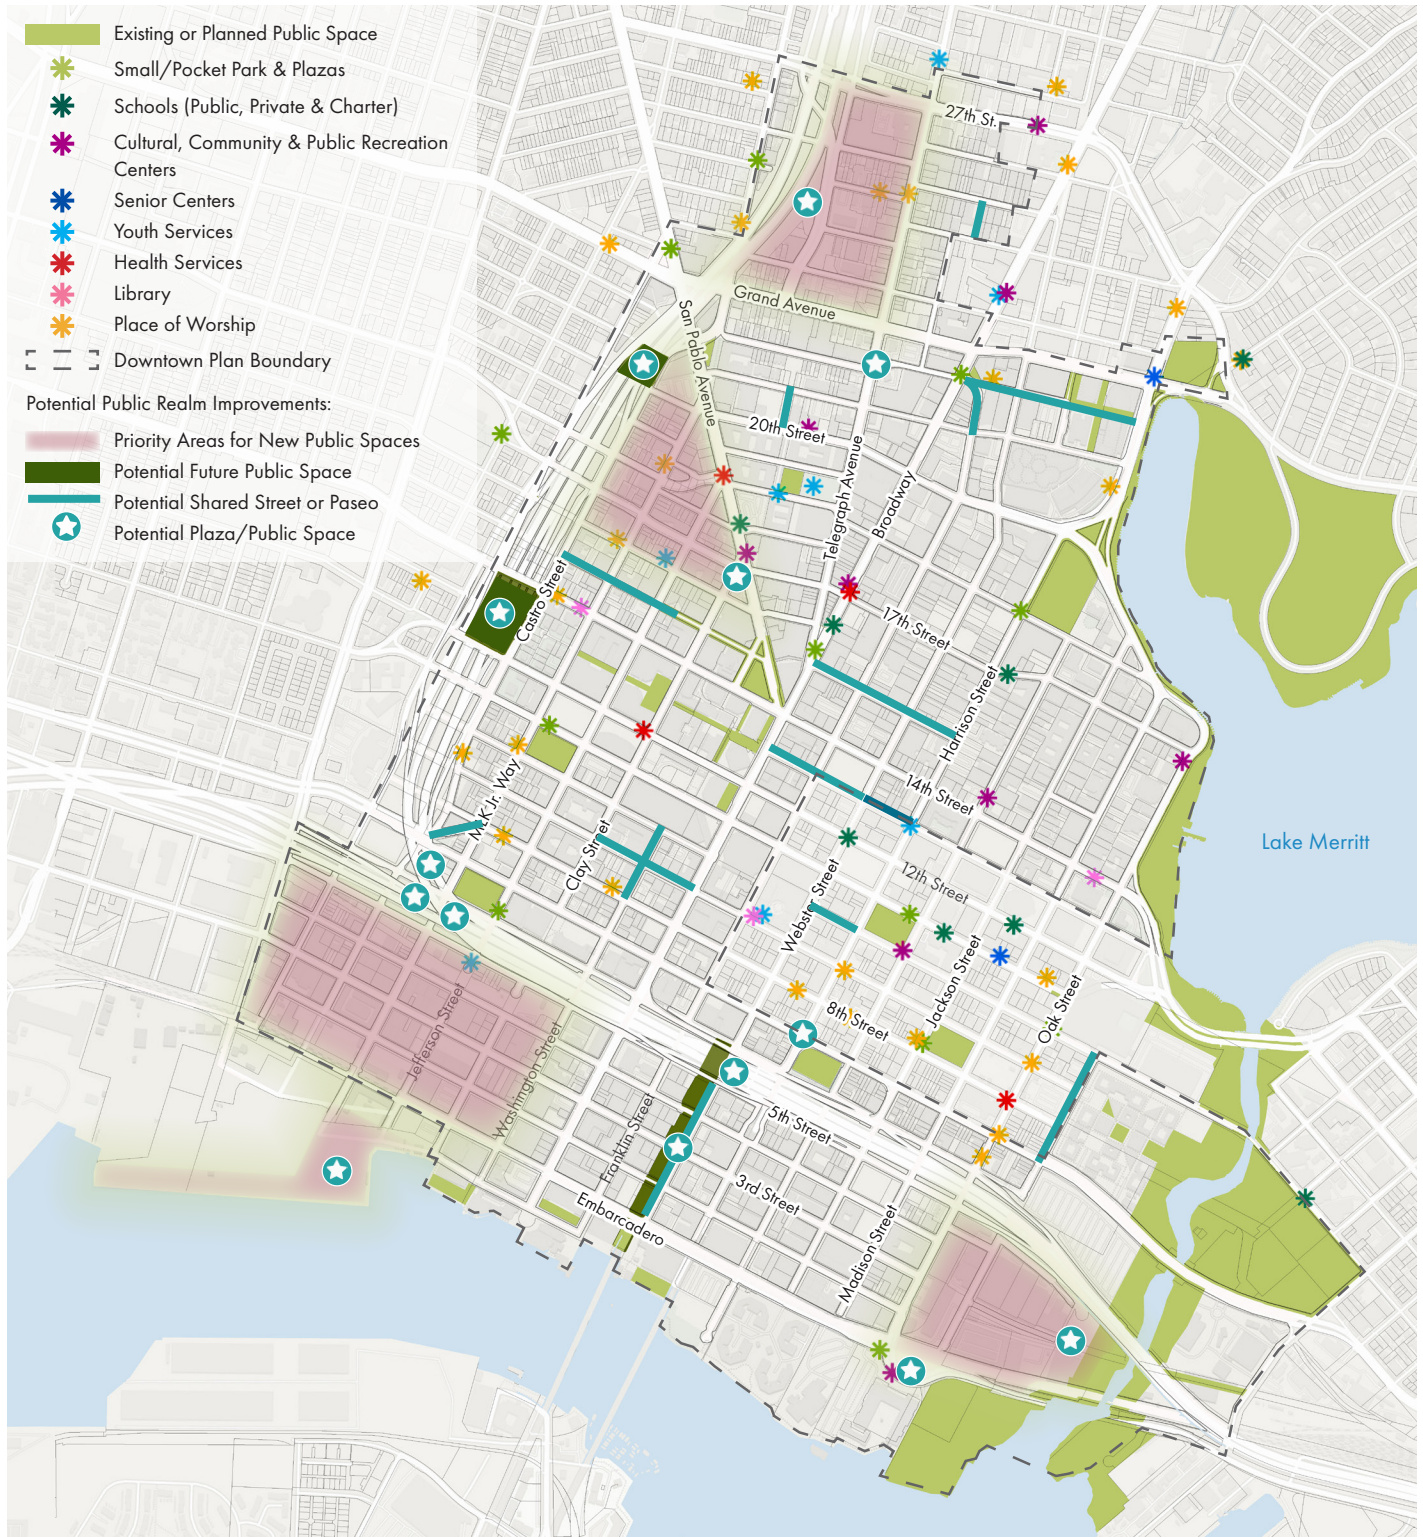 Existing or Planned Public Space
Small/Pocket Park & Plazas
Schools (Public, Private & Charter)
Cultural, Community & Public Recreation
Centers
Senior Centers
Youth Services
Health Services
Library
Place of Worship
Downtown Plan Boundary
Potential Public Realm Improvements:
Priority Areas for New Public Spaces
Potential Future Public Space
Potential Shared Street or Paseo
Potential Plaza/Public Space
27th St.
Grand Avenue
San Pablo Avenue
20th Street
Telegraph Avenue
Broadway
Castro Street
17th Street
Harrison Street
MLK Jr. Way
14th Street
Clay Street
Lake Merritt
12th Street
Webster Street
Jackson Street
Oak Street
8th Street
Jefferson Street
Washington Street
Franklin Street
5th Street
3rd Street
Embarcadero
Madison Street